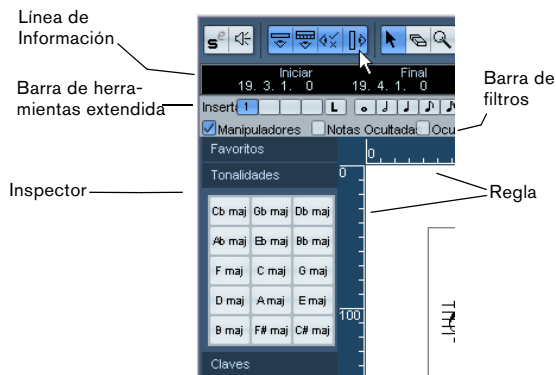 Línea de
Información
Iniciar
Final
19. 3. 1. 0
19. 4. 1. 0
Barra de herra-
mientas extendida
Inserta 1
L
Barra de
filtros
Manipuladores
Notas Ocultadas
Ocu
Favoritos
0
Tonalidades
0
Inspector
Regla
Cb maj Gb maj Db maj
Ab maj Eb maj Bb maj
F maj C maj G maj
D maj A maj E maj
B maj F# maj C# maj
100
Claves